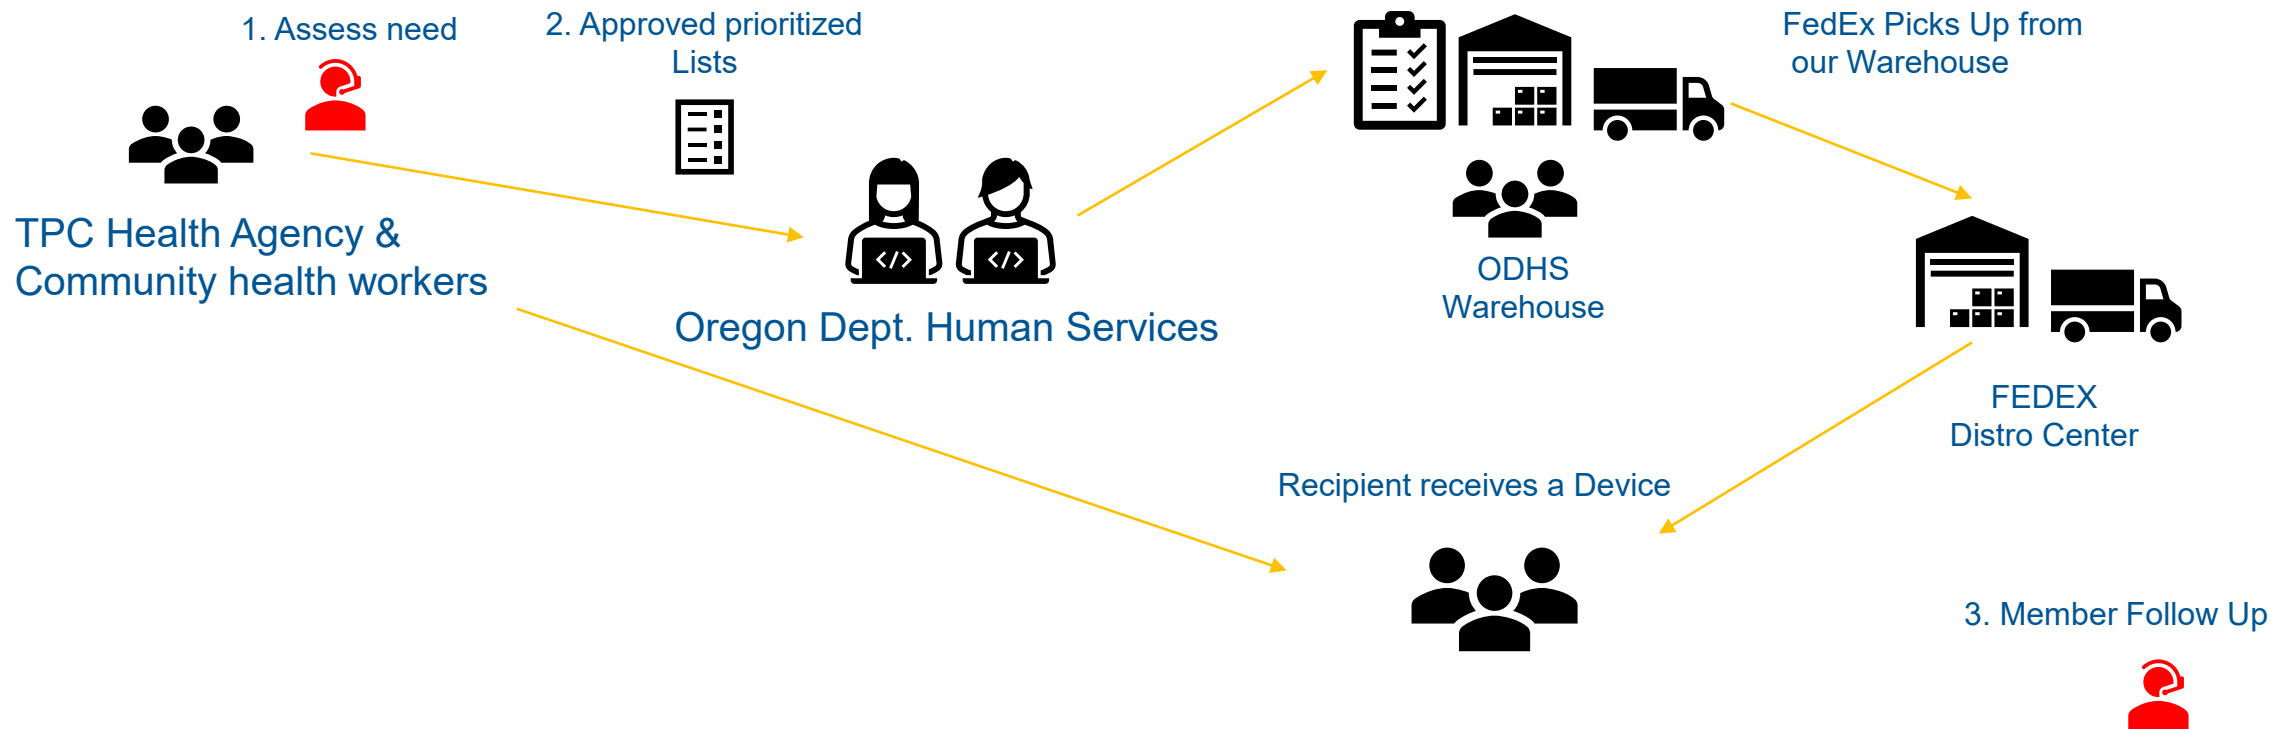 1. Assess need
2. Approved prioritized
Lists
FedEx Picks Up from
our Warehouse
TPC Health Agency &
Community health workers
</>
</>
Oregon Dept. Human Services
ODHS
Warehouse
FEDEX
Distro Center
Recipient receives a Device
3. Member Follow Up